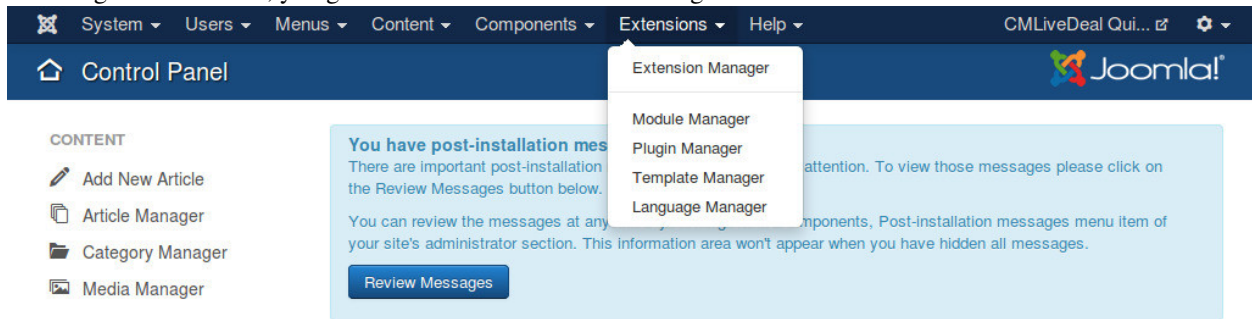 System Users Menus Content Components Extensions Help CMLiveDeal Qui...
Control Panel Joomla!
Extension Manager
Module Manager
Plugin Manager
Template Manager
Language Manager
CONTENT
Add New Article
Article Manager
Category Manager
Media Manager
You have post-installation mes
There are important post-installation attention. To view those messages please click on
the Review Messages button below.
You can review the messages at any mponents, Post-installation messages menu item of
your site's administrator section. This information area won't appear when you have hidden all messages.
Review Messages